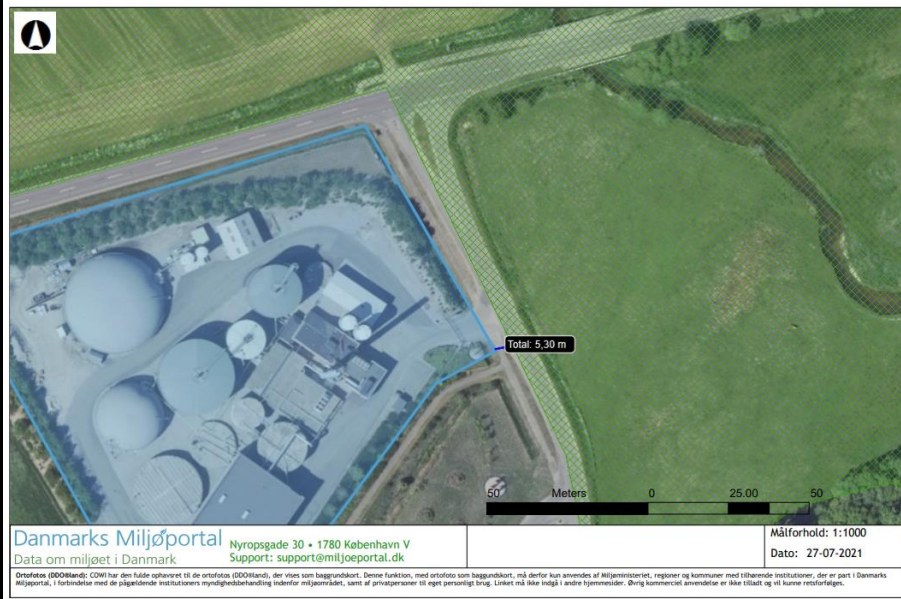 Total: 5,30 m
50 Meters 0 25.00 50
Danmarks Miljøportal
Data om miljøet i Danmark
Nyropsgade 30 • 1780 København V
Support: support@miljoeportal.dk
Målforhold: 1:1000
Dato: 27-07-2021
Ortofotos (DDO®land): COWI har den fulde ophavsret til de ortofotos (DDO®land), der vises som baggrundskort. Denne funktion, med ortofoto som baggrundskort, må derfor kun anvendes af Miljøministeriet, regioner og kommuner med tilhørende institutioner, der er part i Danmarks
Miljøportal, i forbindelse med de pågældende institutioners myndighedsbehandling indenfor miljøområdet, samt af privatpersoner til eget personligt brug. Linket må ikke indgå i andre hjemmesider. Øvrig kommerciel anvendelse er ikke tilladt og vil kunne retsforfølges.